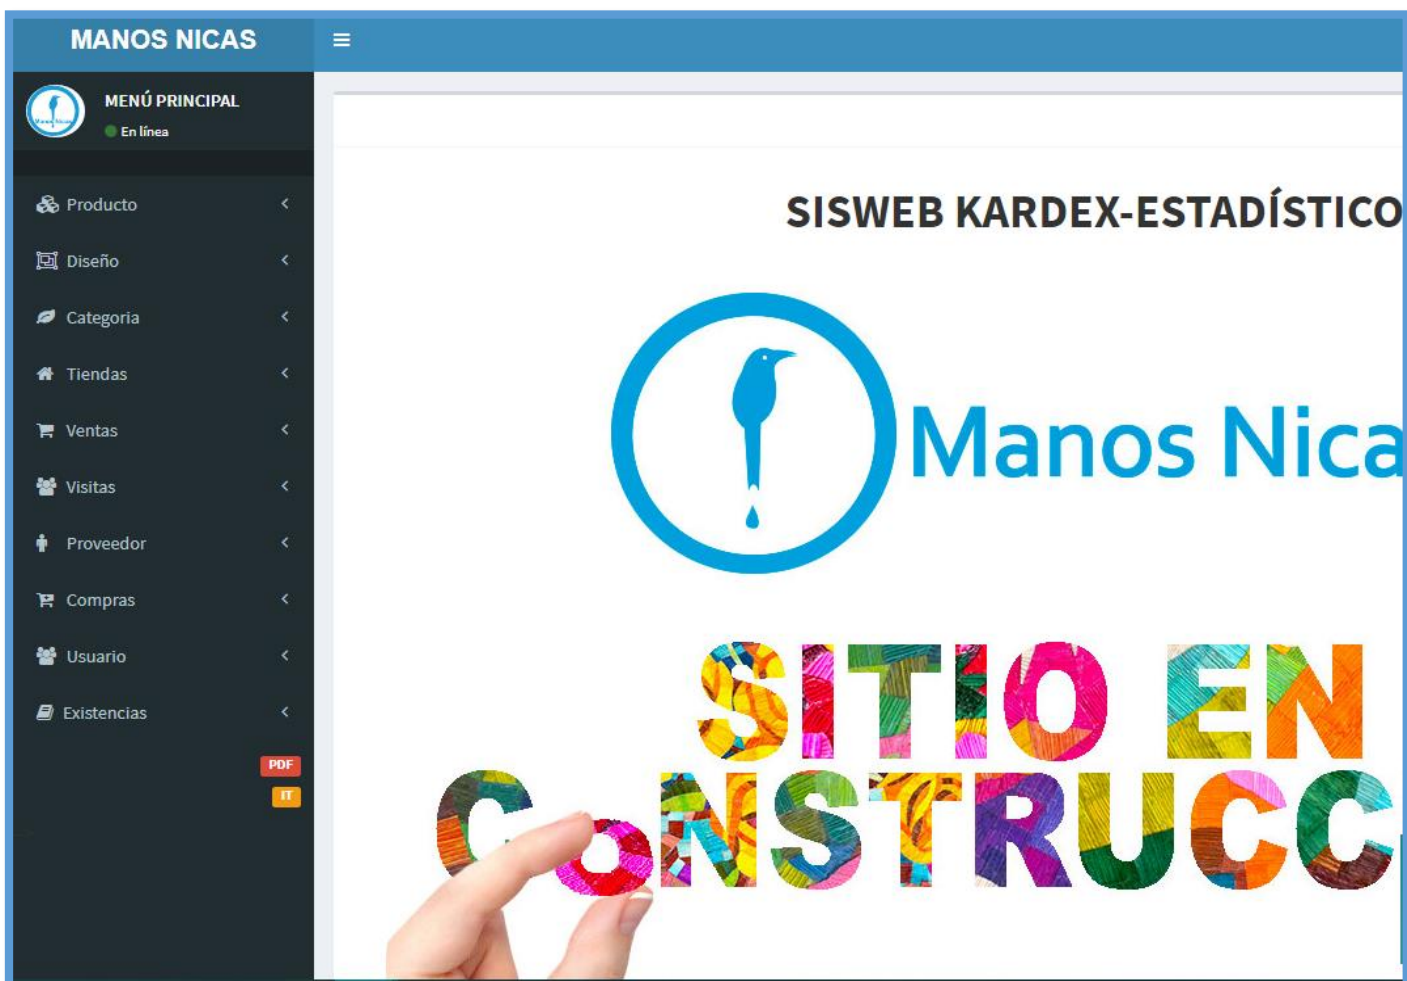 MANOS NICAS
MENÚ PRINCIPAL
En línea
Producto
Diseño
Categoria
Tiendas
Ventas
Visitas
Proveedor
Compras
Usuario
Existencias
PDF
IT
SISWEB KARDEX-ESTADÍSTICO
Manos Nica
SITIO EN
CoNSTRUCC